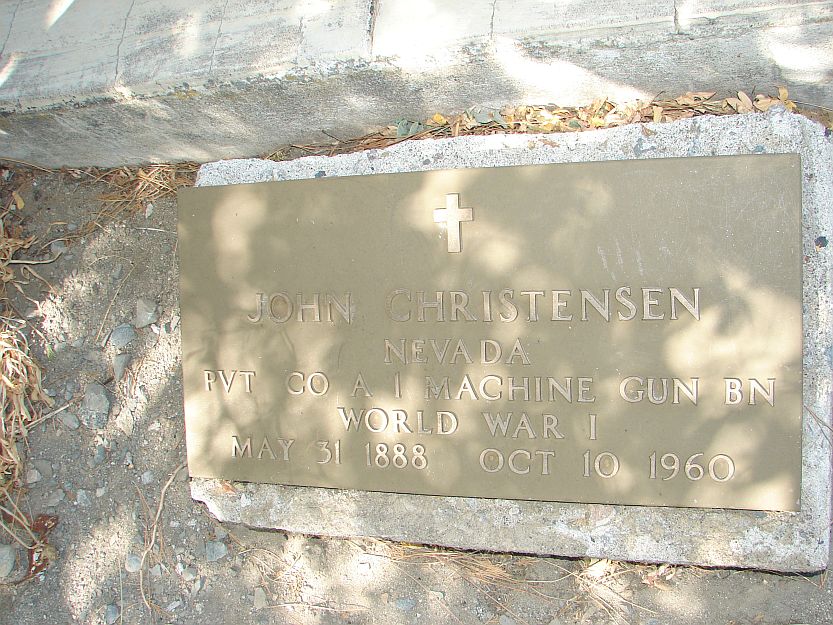 JOHN CHRISTENSEN
NEVADA
PVT CO A 1 MACHINE GUN BN
WORLD WAR I
MAY 31 1888 OCT 10 1960